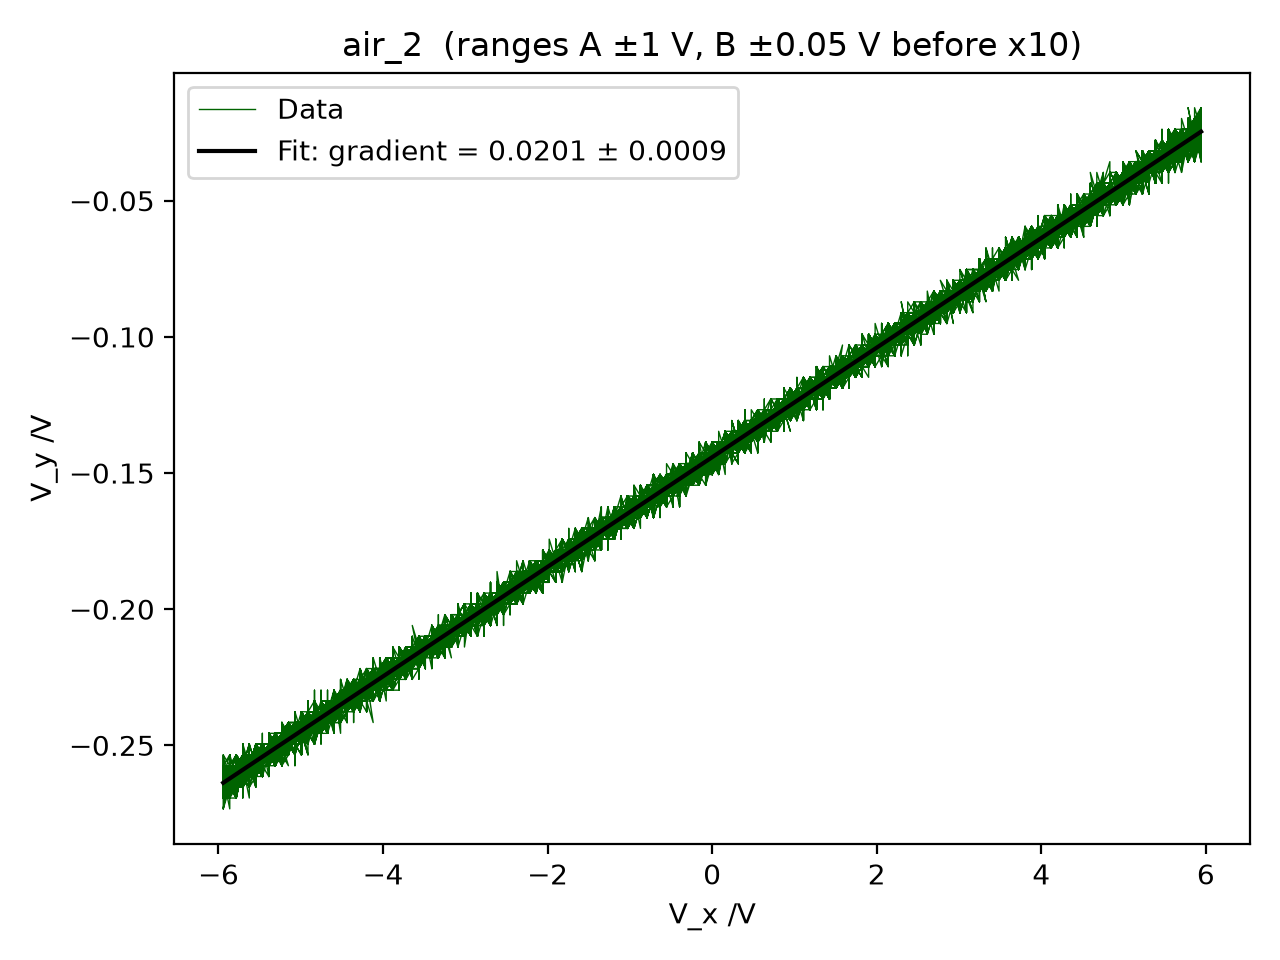 air_2  (ranges A ±1 V, B ±0.05 V before x10)
Data
Fit: gradient = 0.0201 ± 0.0009
V_y /V
−0.05
−0.10
−0.15
−0.20
−0.25
−6
−4
−2
0
2
4
6
V_x /V